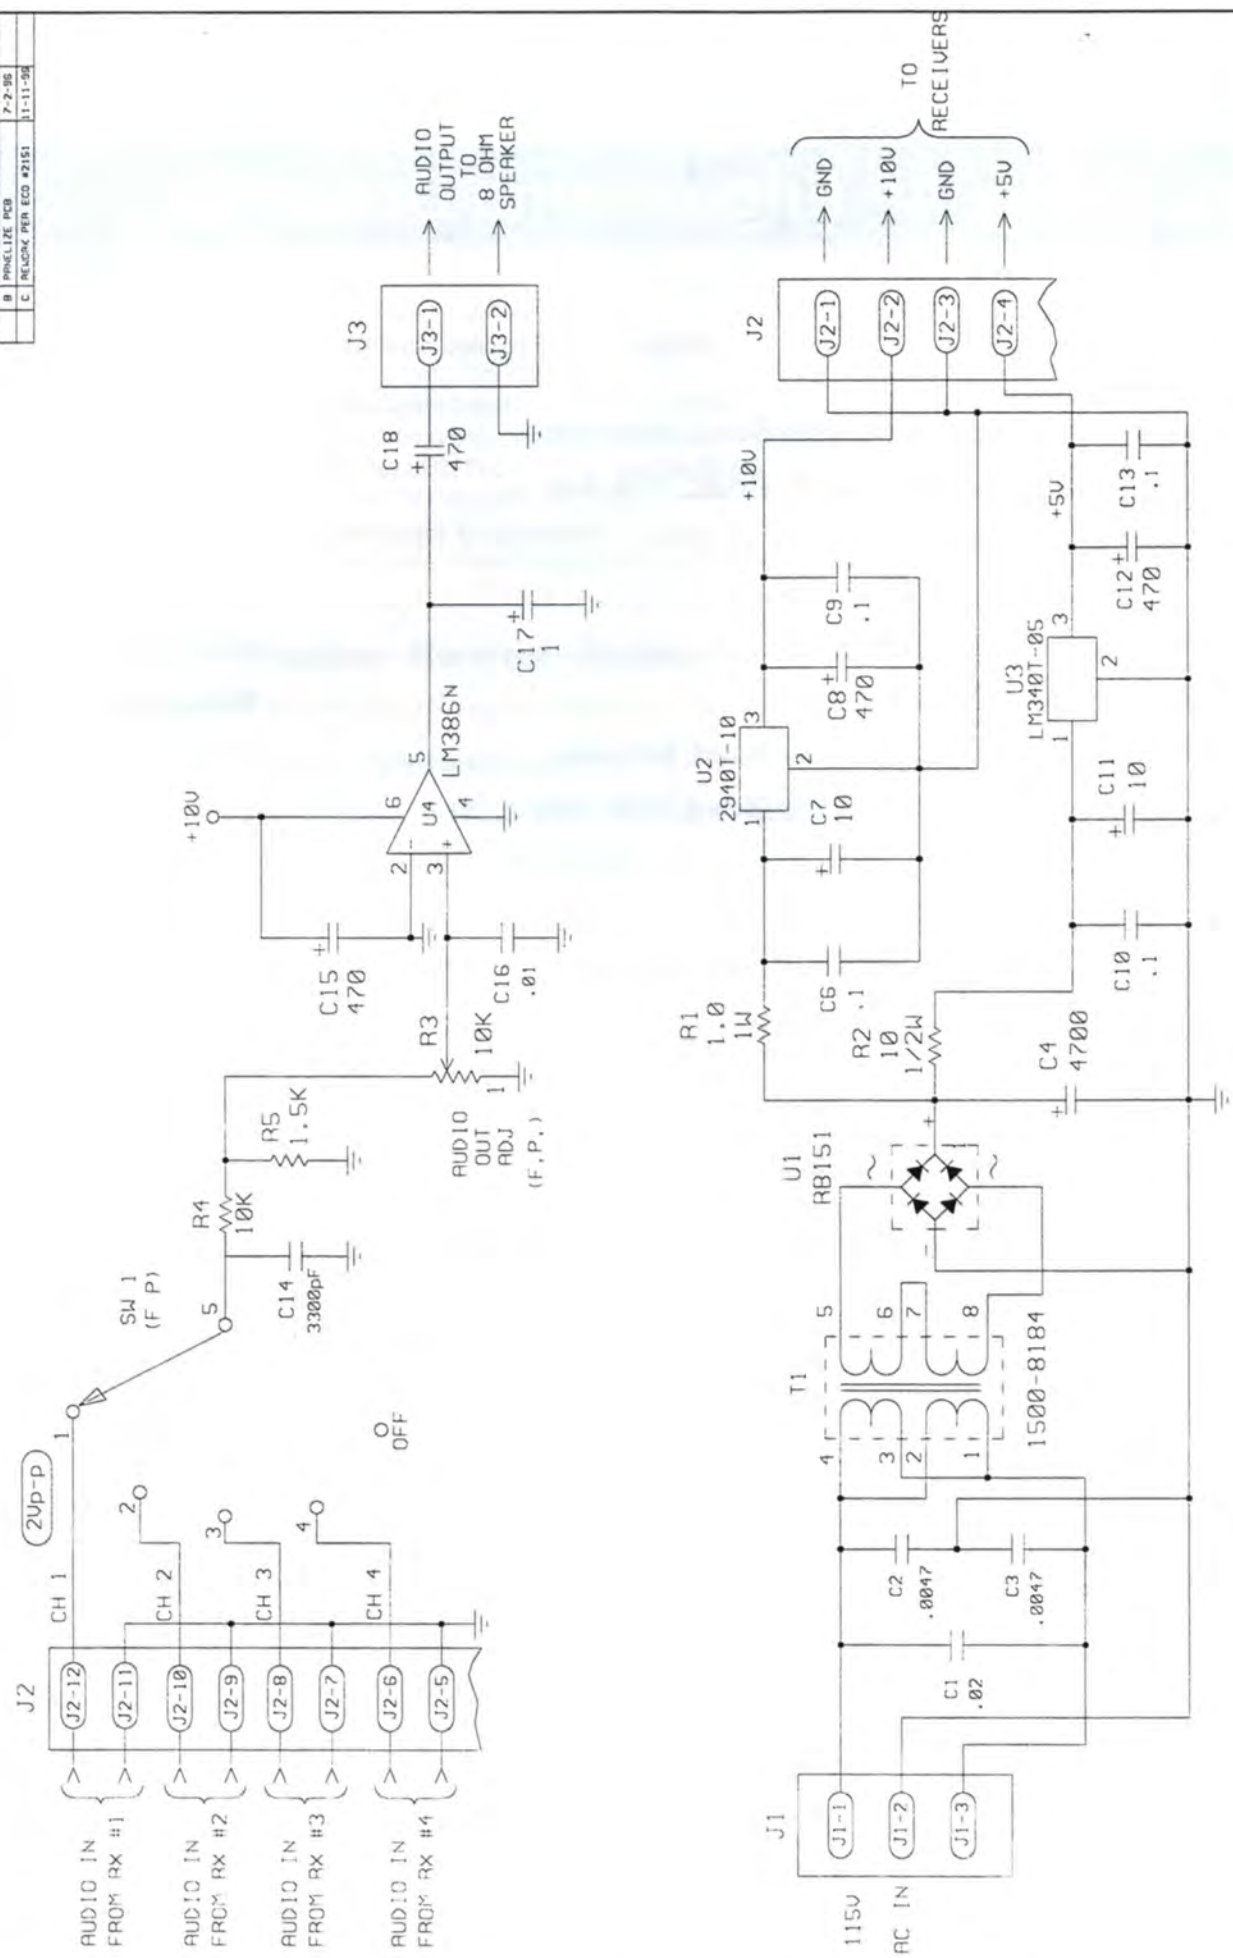 B PANELIZE PCB 7-2-96
C REWORK PER ECO #2151 11-11-99
J2
AUDIO IN
FROM RX #1
AUDIO IN
FROM RX #2
AUDIO IN
FROM RX #3
AUDIO IN
FROM RX #4
J2-12
J2-11
J2-10
J2-9
J2-8
J2-7
J2-6
J2-5
CH 1
CH 2
CH 3
CH 4
2Vp-p
1
2
3
4
OFF
SW 1
(F P)
5
C14
3300pF
R4
10K
R5
1.5K
R3
10K
1
AUDIO
OUT
ADJ
(F.P.)
C15
470
C16
.01
+10V
2
3
-
+
6
U4
4
5
LM386N
C17
1
+
C18
470
J3
J3-1
J3-2
AUDIO
OUTPUT
TO
8 OHM
SPEAKER
J1
115V
AC IN
J1-1
J1-2
J1-3
C1
.02
C2
.0047
C3
.0047
T1
4
3
2
1
5
6
7
8
1500-8184
U1
RB151
~
~
+
-
R1
1.0
1W
R2
10
1/2W
C4
4700
C6
.1
C7
10
U2
2940T-10
1
2
3
C8
470
C9
.1
+10V
C10
.1
C11
10
U3
LM340T-05
1
2
3
C12
470
C13
.1
+5V
J2
J2-1
J2-2
J2-3
J2-4
GND
+10V
GND
+5V
TO
RECEIVERS